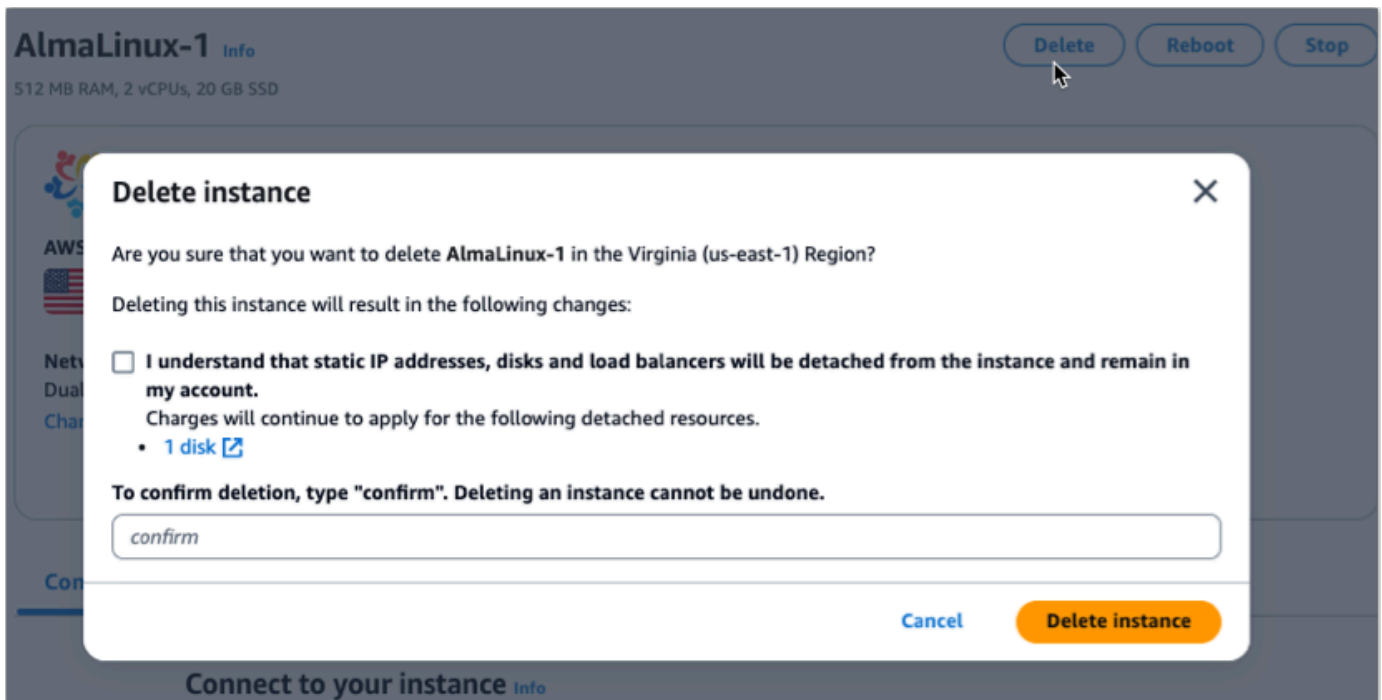 AlmaLinux-1 Info
Delete
Reboot
Stop
512 MB RAM, 2 vCPUs, 20 GB SSD
Delete instance
AWS
Are you sure that you want to delete AlmaLinux-1 in the Virginia (us-east-1) Region?
Deleting this instance will result in the following changes:
I understand that static IP addresses, disks and load balancers will be detached from the instance and remain in
my account.
Dual
Charges will continue to apply for the following detached resources.
• 1 disk
To confirm deletion, type "confirm". Deleting an instance cannot be undone.
confirm
Cancel
Delete instance
Connect to your instance Info